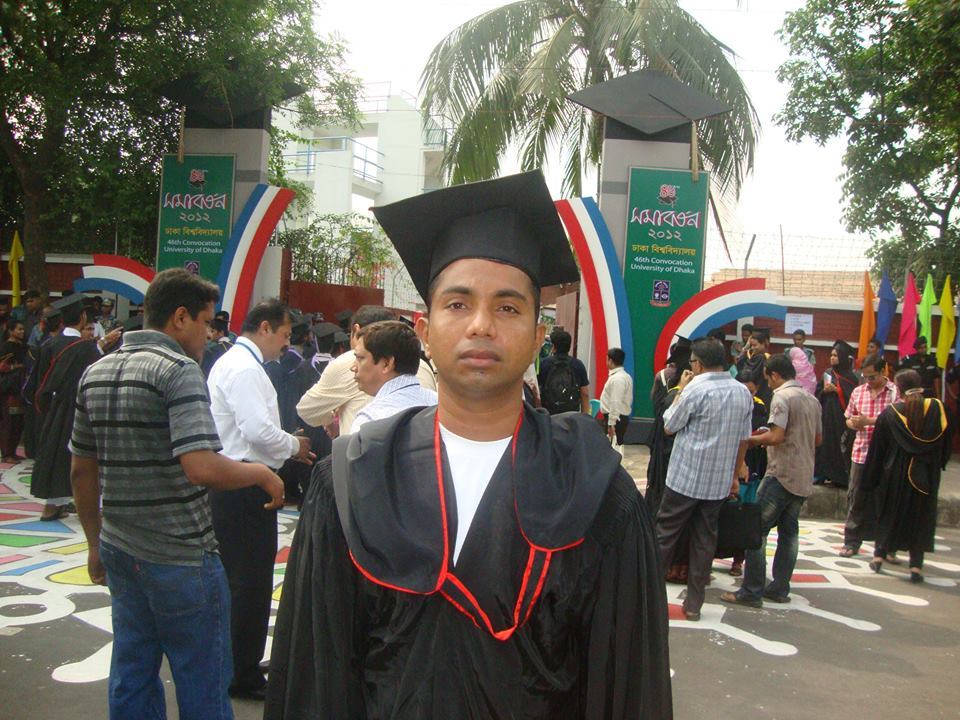 সমাবর্তন
২০১২
ঢাকা বিশ্ববিদ্যালয়
46th Convocation
University of Dhaka
সমাবর্তন
২০১২
ঢাকা বিশ্ববিদ্যালয়
46th Convocation
University of Dhaka